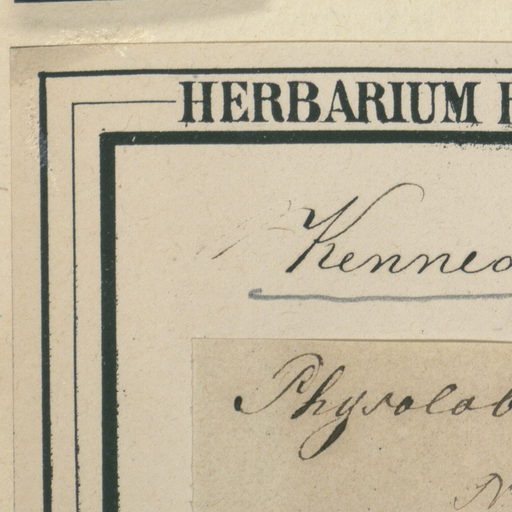 HERBARIUM
Kenned
Physolob
N